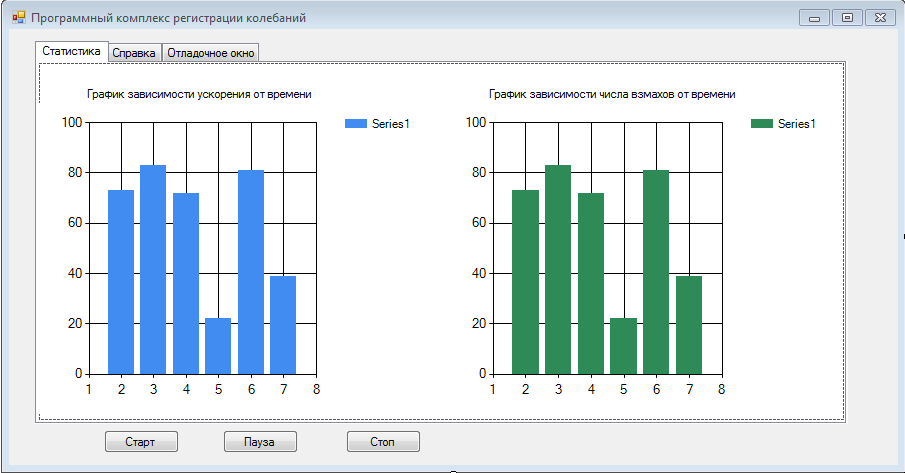 Программный комплекс регистрации колебаний
Статистика Справка Отладочное окно
График зависимости ускорения от времени
Series1
100
80
60
40
20
0
1 2 3 4 5 6 7 8
График зависимости числа взмахов от времени
Series1
100
80
60
40
20
0
1 2 3 4 5 6 7 8
Старт Пауза Стоп